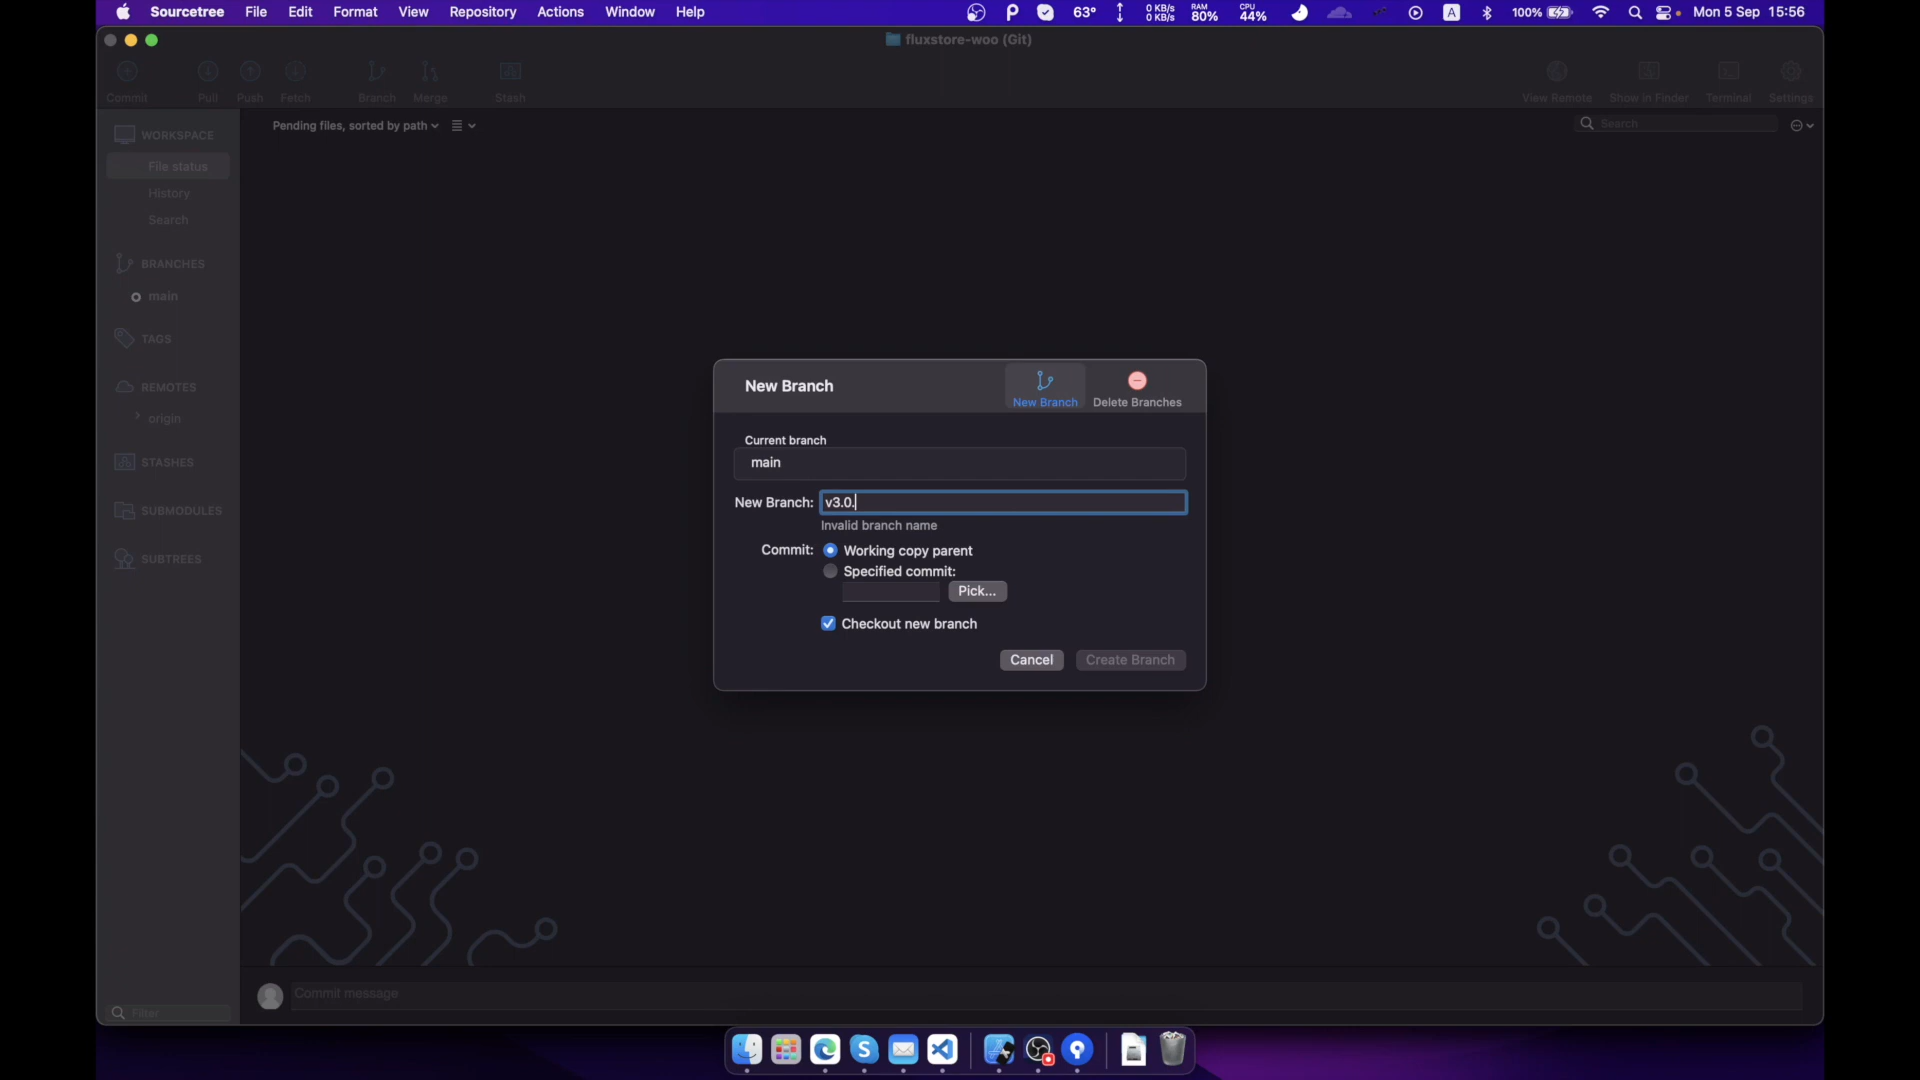 Sourcetree File Edit Format View Repository Actions Window Help 63° 0 KB/s 0 KB/s RAM 80% CPU 44% A 100% Mon 5 Sep 15:56
fluxstore-woo (Git)
Commit Pull Push Fetch Branch Merge Stash View Remote Show in Finder Terminal Settings
Pending files, sorted by path Search
WORKSPACE
File status
History
Search
BRANCHES
main
TAGS
REMOTES
origin
STASHES
SUBMODULES
SUBTREES
Filter
New Branch New Branch Delete Branches
Current branch
main
New Branch: v3.0.
Invalid branch name
Commit: Working copy parent
Specified commit:
Pick...
Checkout new branch
Cancel Create Branch
Commit message